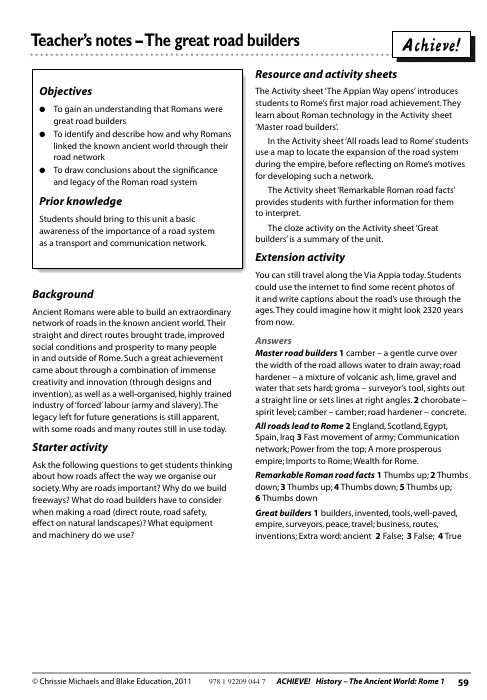 Teacher's notes – The great road builders
Achieve!
Objectives
● To gain an understanding that Romans were
great road builders
● To identify and describe how and why Romans
linked the known ancient world through their
road network
● To draw conclusions about the significance
and legacy of the Roman road system
Prior knowledge
Students should bring to this unit a basic
awareness of the importance of a road system
as a transport and communication network.
Background
Ancient Romans were able to build an extraordinary
network of roads in the known ancient world. Their
straight and direct routes brought trade, improved
social conditions and prosperity to many people
in and outside of Rome. Such a great achievement
came about through a combination of immense
creativity and innovation (through designs and
invention), as well as a well-organised, highly trained
industry of 'forced' labour (army and slavery). The
legacy left for future generations is still apparent,
with some roads and many routes still in use today.
Starter activity
Ask the following questions to get students thinking
about how roads affect the way we organise our
society. Why are roads important? Why do we build
freeways? What do road builders have to consider
when making a road (direct route, road safety,
effect on natural landscapes)? What equipment
and machinery do we use?
Resource and activity sheets
The Activity sheet 'The Appian Way opens' introduces
students to Rome's first major road achievement. They
learn about Roman technology in the Activity sheet
'Master road builders'.
In the Activity sheet 'All roads lead to Rome' students
use a map to locate the expansion of the road system
during the empire, before reflecting on Rome's motives
for developing such a network.
The Activity sheet 'Remarkable Roman road facts'
provides students with further information for them
to interpret.
The cloze activity on the Activity sheet 'Great
builders' is a summary of the unit.
Extension activity
You can still travel along the Via Appia today. Students
could use the internet to find some recent photos of
it and write captions about the road's use through the
ages. They could imagine how it might look 2320 years
from now.
Answers
Master road builders 1 camber – a gentle curve over
the width of the road allows water to drain away; road
hardener – a mixture of volcanic ash, lime, gravel and
water that sets hard; groma – surveyor's tool, sights out
a straight line or sets lines at right angles. 2 chorobate –
spirit level; camber – camber; road hardener – concrete.
All roads lead to Rome 2 England, Scotland, Egypt,
Spain, Iraq 3 Fast movement of army; Communication
network; Power from the top; A more prosperous
empire; Imports to Rome; Wealth for Rome.
Remarkable Roman road facts 1 Thumbs up; 2 Thumbs
down; 3 Thumbs up; 4 Thumbs down; 5 Thumbs up;
6 Thumbs down
Great builders 1 builders, invented, tools, well-paved,
empire, surveyors, peace, travel; business, routes,
inventions; Extra word: ancient 2 False; 3 False; 4 True
© Chrissie Michaels and Blake Education, 2011 978 1 92209 044 7 ACHIEVE! History – The Ancient World: Rome 1 59